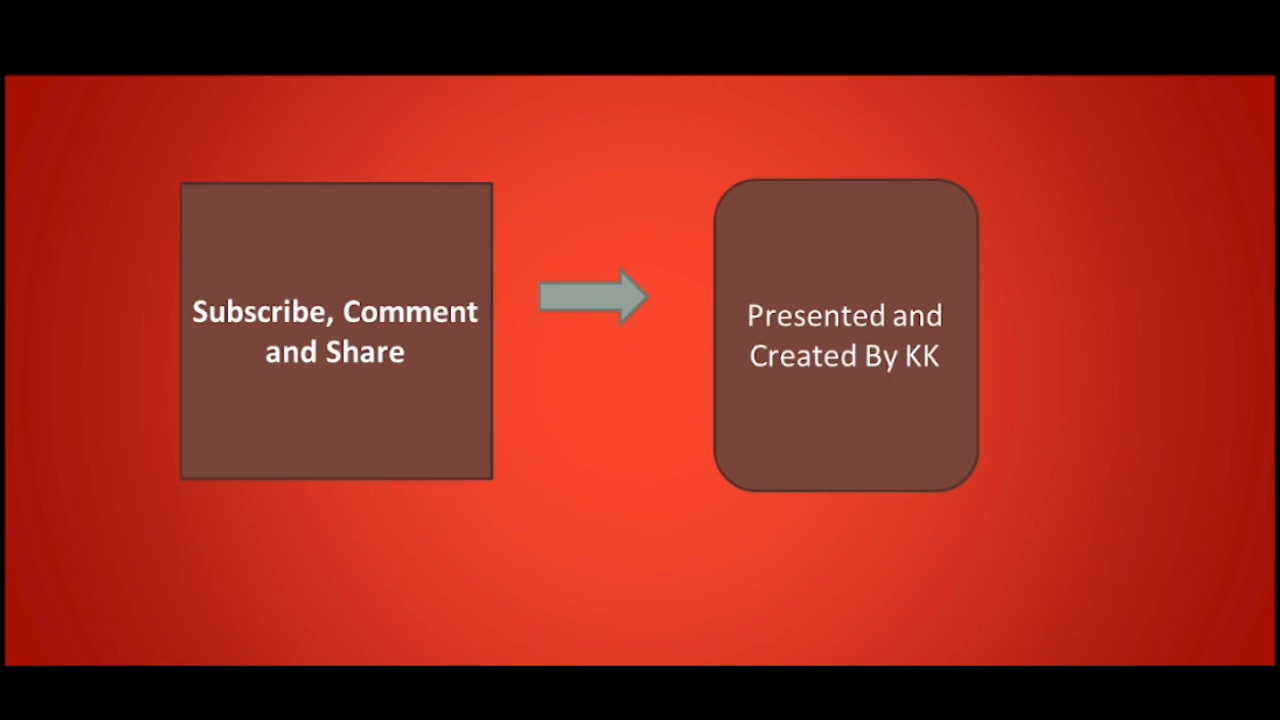 Subscribe, Comment
and Share
Presented and
Created By KK